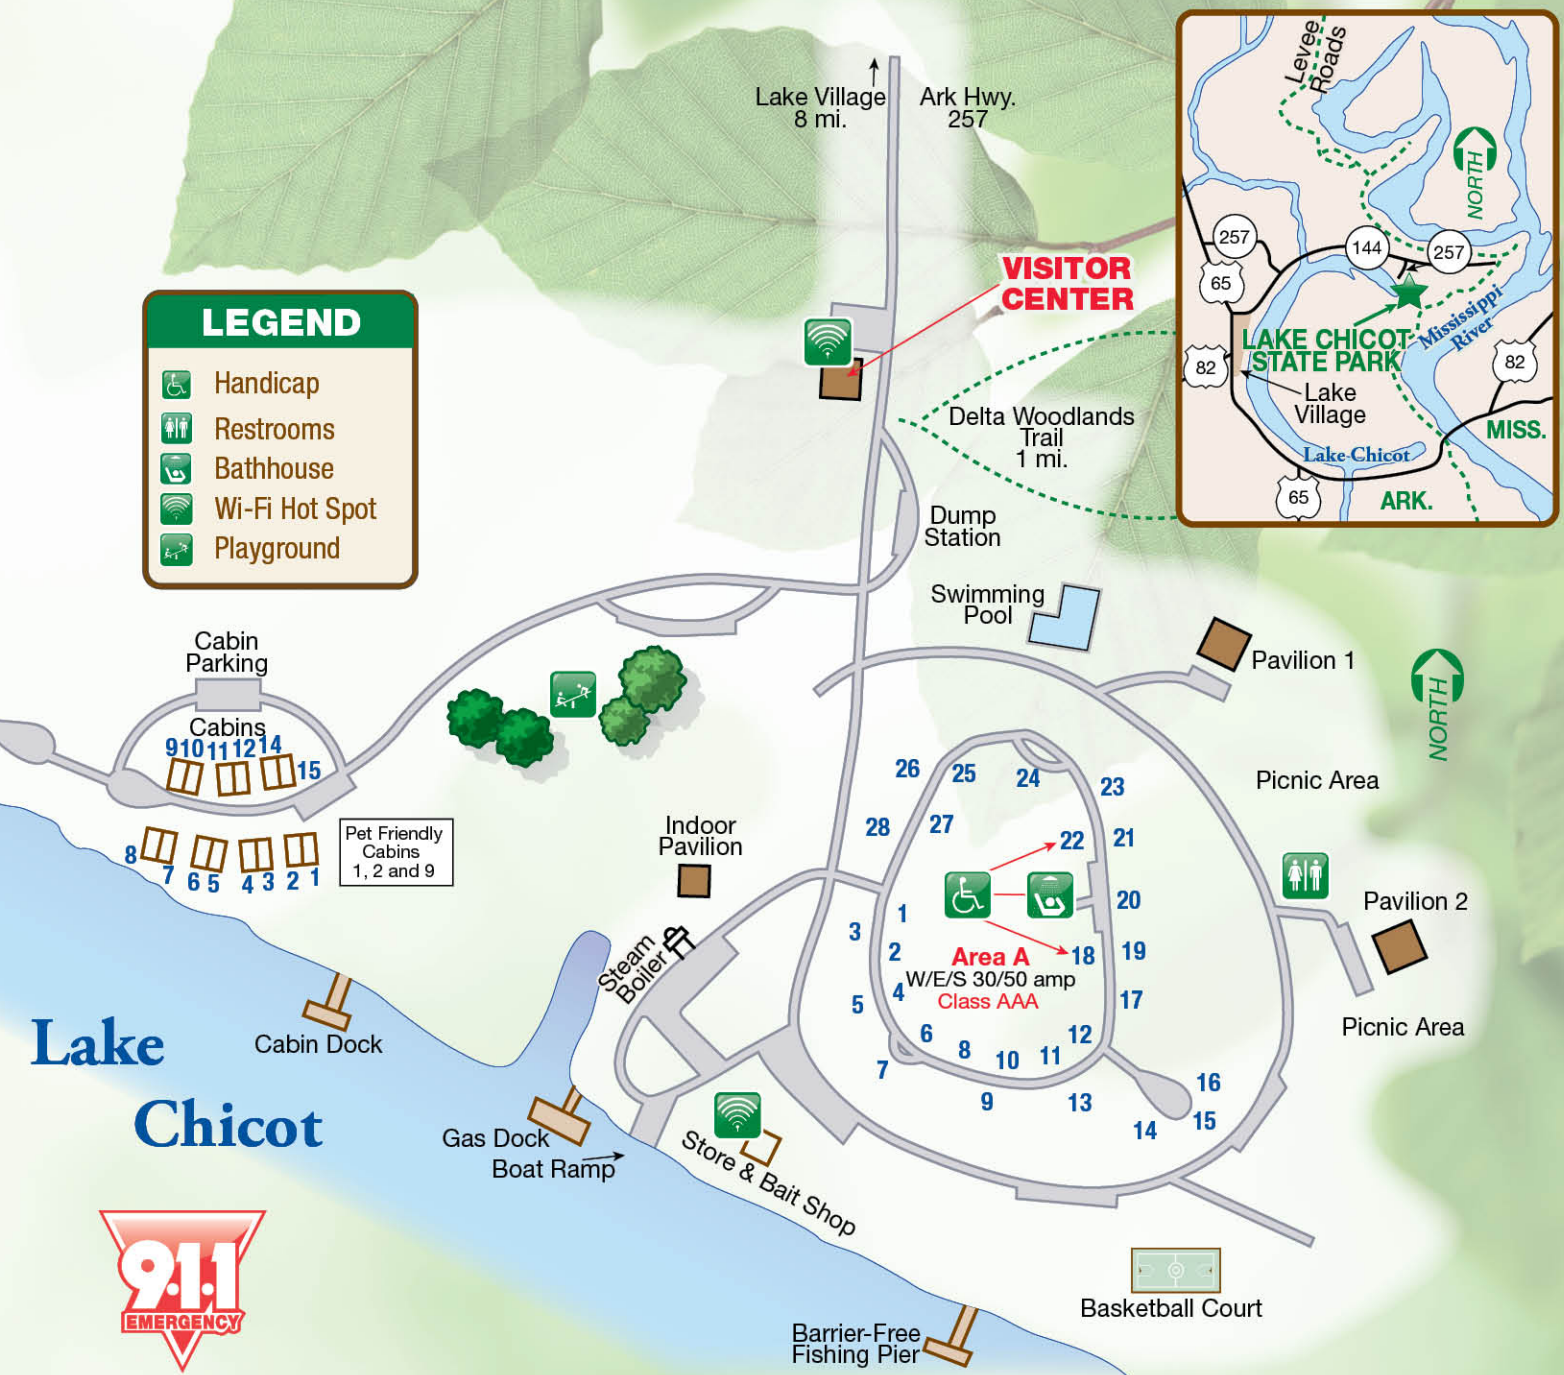 Lake Village
8 mi.
Ark Hwy.
257
Levee
Roads
NORTH
257
144
257
65
82
LAKE CHICOT
STATE PARK
Mississippi
River
82
Lake
Village
MISS.
Lake Chicot
65
ARK.
VISITOR
CENTER
LEGEND
Handicap
Restrooms
Bathhouse
Wi-Fi Hot Spot
Playground
Delta Woodlands
Trail
1 mi.
Dump
Station
Swimming
Pool
Pavilion 1
NORTH
Cabin
Parking
Cabins
9 10 11 12 14
15
8
7
6 5
4 3
2 1
Pet Friendly
Cabins
1, 2 and 9
Indoor
Pavilion
Picnic Area
26
25
24
23
28
27
22
21
20
1
3
2
Area A
18
19
W/E/S 30/50 amp
Class AAA
4
5
17
6
8
10
11
12
7
9
13
16
15
14
Pavilion 2
Picnic Area
Steam
Boiler
Cabin Dock
Lake
Chicot
Gas Dock
Boat Ramp
Store & Bait Shop
9·1·1
EMERGENCY
Basketball Court
Barrier-Free
Fishing Pier